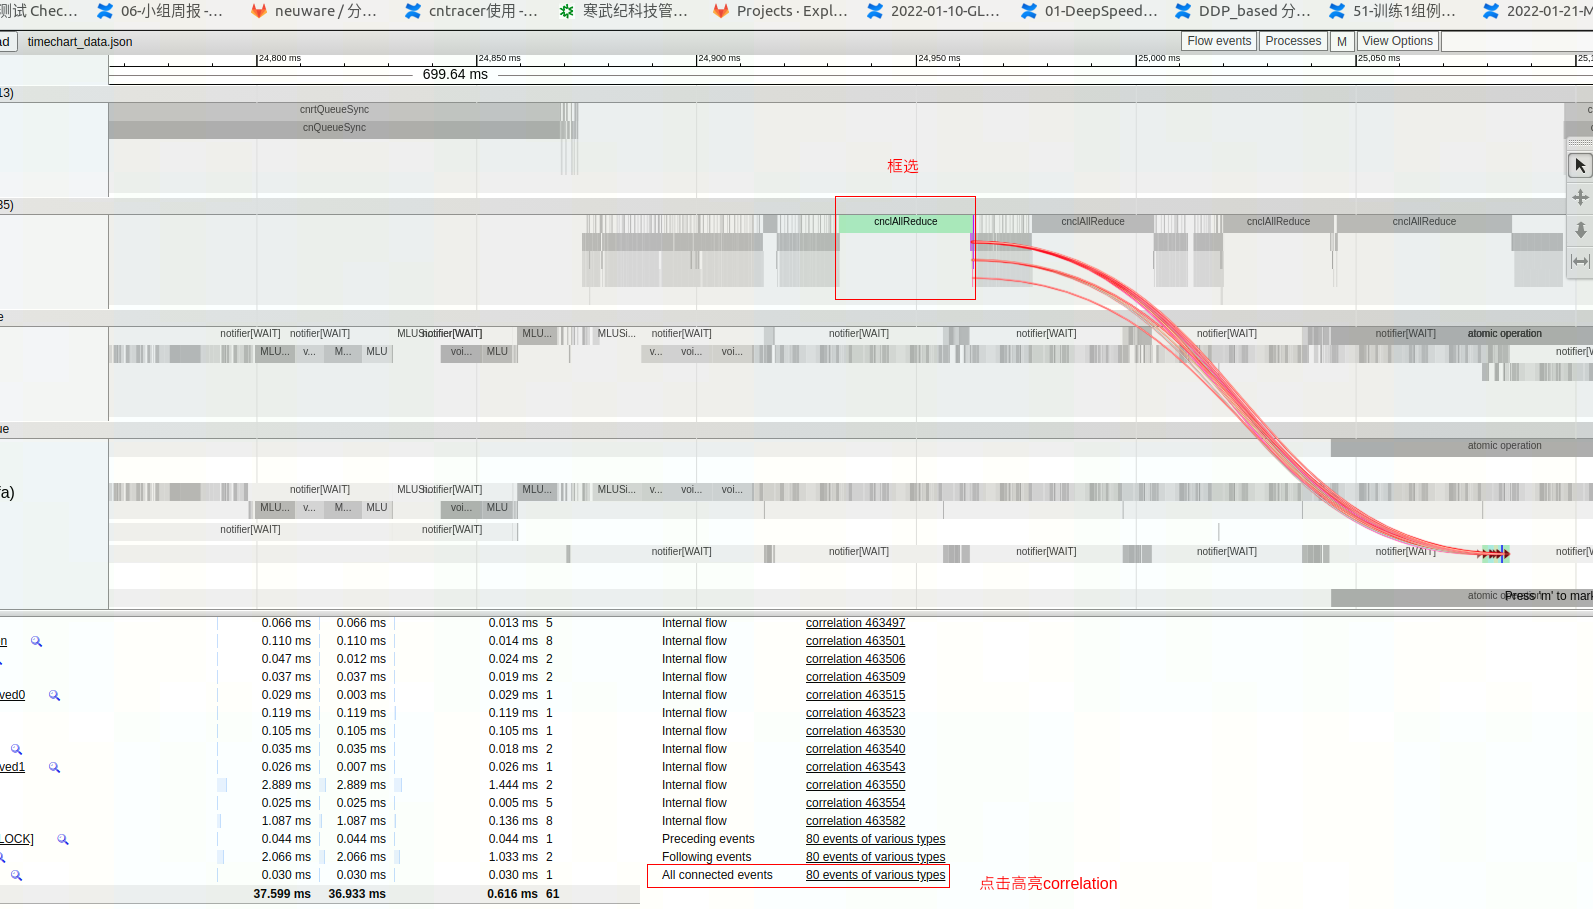 测试 Chec... 06-小组周报 -... neuware / 分... cntracer使用 -... 寒武纪科技管... Projects · Expl... 2022-01-10-GL... 01-DeepSpeed... DDP_based 分... 51-训练1组例... 2022-01-21-M
ad timechart_data.json Flow events Processes M View Options
24,800 ms 24,850 ms 24,900 ms 24,950 ms 25,000 ms 25,050 ms 25,1
699.64 ms
13)
cnrtQueueSync c
cnQueueSync c
框选
35)
cnclAllReduce cnclAllReduce cnclAllReduce cnclAllReduce
e
notifier[WAIT] notifier[WAIT] MLUS notifier[WAIT] MLU... MLUSi... notifier[WAIT] notifier[WAIT] notifier[WAIT] notifier[WAIT] notifier[WAIT] atomic operation
MLU... v... M... MLU voi... MLU v... voi... voi... notifier[W
ue
atomic operation
fa)
notifier[WAIT] MLUSi notifier[WAIT] MLU... MLUSi... v... voi... voi...
MLU... v... M... MLU voi... MLU
notifier[WAIT] notifier[WAIT]
notifier[WAIT] notifier[WAIT] notifier[WAIT] notifier[WAIT] notifier[WAIT] notifier[W
atomic operation Press 'm' to mark
0.066 ms 0.066 ms 0.013 ms 5 Internal flow correlation 463497
n 0.110 ms 0.110 ms 0.014 ms 8 Internal flow correlation 463501
0.047 ms 0.012 ms 0.024 ms 2 Internal flow correlation 463506
0.037 ms 0.037 ms 0.019 ms 2 Internal flow correlation 463509
ved0 0.029 ms 0.003 ms 0.029 ms 1 Internal flow correlation 463515
0.119 ms 0.119 ms 0.119 ms 1 Internal flow correlation 463523
0.105 ms 0.105 ms 0.105 ms 1 Internal flow correlation 463530
0.035 ms 0.035 ms 0.018 ms 2 Internal flow correlation 463540
ved1 0.026 ms 0.007 ms 0.026 ms 1 Internal flow correlation 463543
2.889 ms 2.889 ms 1.444 ms 2 Internal flow correlation 463550
0.025 ms 0.025 ms 0.005 ms 5 Internal flow correlation 463554
1.087 ms 1.087 ms 0.136 ms 8 Internal flow correlation 463582
LOCK] 0.044 ms 0.044 ms 0.044 ms 1 Preceding events 80 events of various types
2.066 ms 2.066 ms 1.033 ms 2 Following events 80 events of various types
0.030 ms 0.030 ms 0.030 ms 1 All connected events 80 events of various types
点击高亮correlation
37.599 ms 36.933 ms 0.616 ms 61